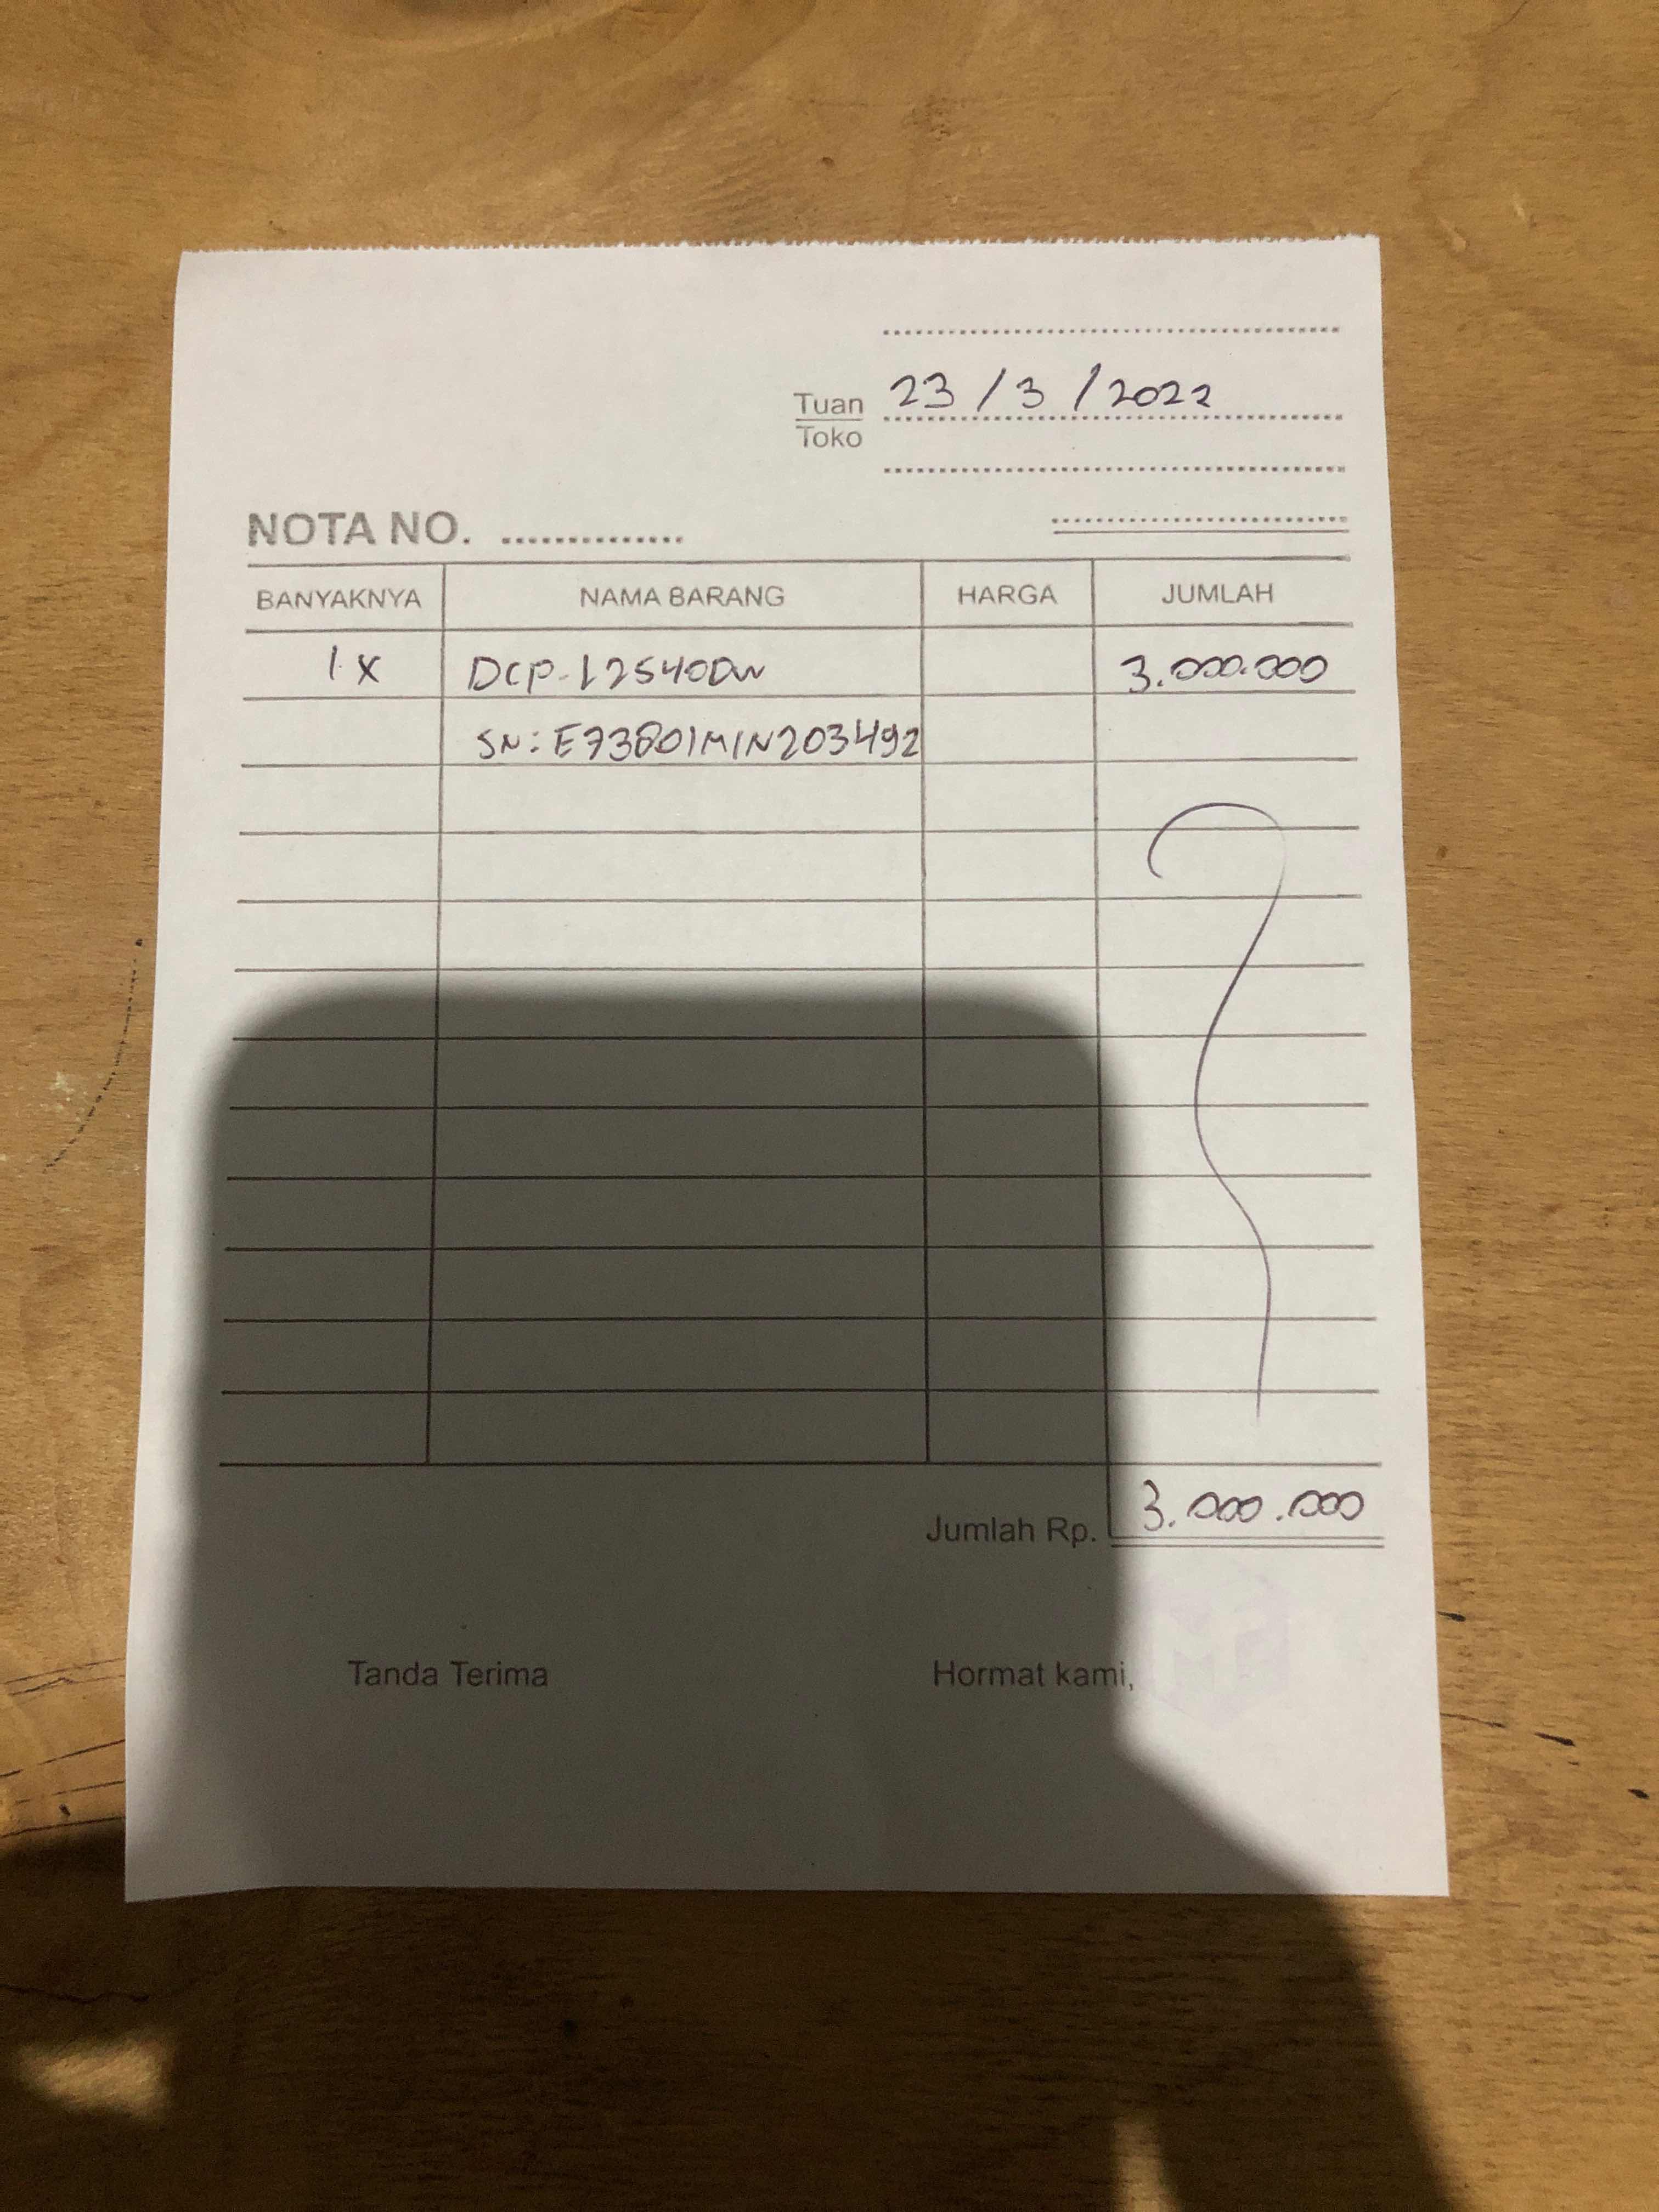 23/3/2022
Tuan
Toko
NOTA NO. ..............
BANYAKNYA NAMA BARANG HARGA JUMLAH
1 X DCP-L2540DW 3.000.000
SN: E73801M1N203492
Jumlah Rp. 3.000.000
Tanda Terima Hormat kami,